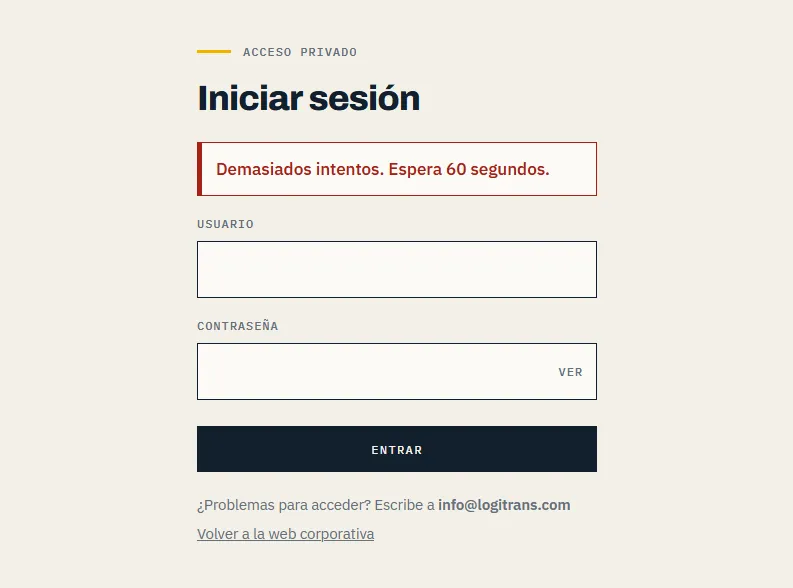 ACCESO PRIVADO
Iniciar sesión
Demasiados intentos. Espera 60 segundos.
USUARIO
CONTRASEÑA
VER
ENTRAR
¿Problemas para acceder? Escribe a info@logitrans.com
Volver a la web corporativa